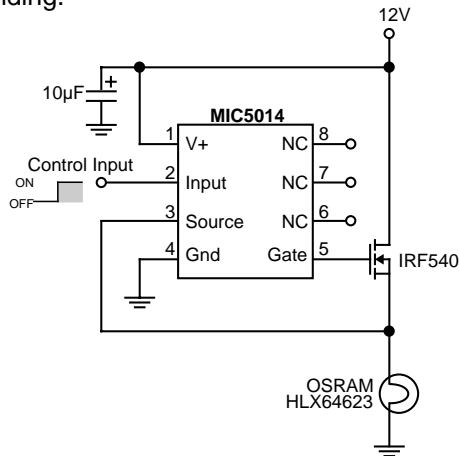 nding.
12V
10µF
+
MIC5014
1 V+ NC 8
Control Input
ON
OFF
2 Input NC 7
3 Source NC 6
4 Gnd Gate 5
IRF540
OSRAM
HLX64623